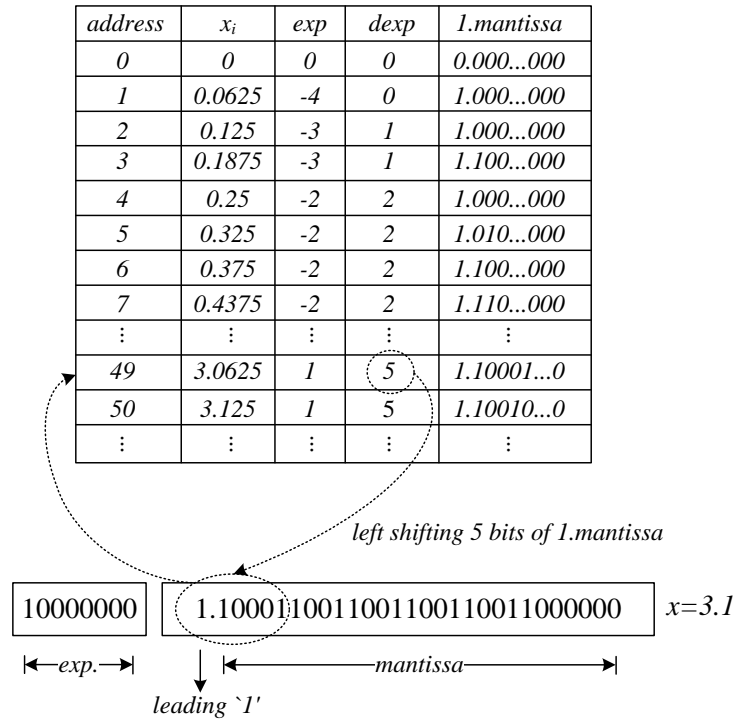 address xi exp dexp 1.mantissa
0 0 0 0 0.000...000
1 0.0625 -4 0 1.000...000
2 0.125 -3 1 1.000...000
3 0.1875 -3 1 1.100...000
4 0.25 -2 2 1.000...000
5 0.325 -2 2 1.010...000
6 0.375 -2 2 1.100...000
7 0.4375 -2 2 1.110...000
⋮ ⋮ ⋮ ⋮ ⋮
49 3.0625 1 5 1.10001...0
50 3.125 1 5 1.10010...0
⋮ ⋮ ⋮ ⋮ ⋮
left shifting 5 bits of 1.mantissa
10000000 1.1000110011001100110011000000 x=3.1
exp. mantissa
leading `1'